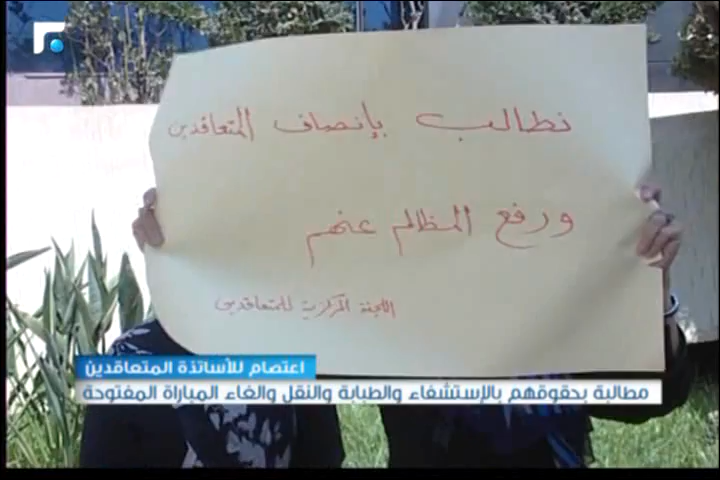 نطالب بإنصاف المتعاقدين
ورفع المظالم عنهم
اللجنة المركزية للمتعاقدين
اعتصام للأساتذة المتعاقدين
مطالبة بحقوقهم بالإستشفاء والطبابة والنقل والغاء المباراة المفتوحة